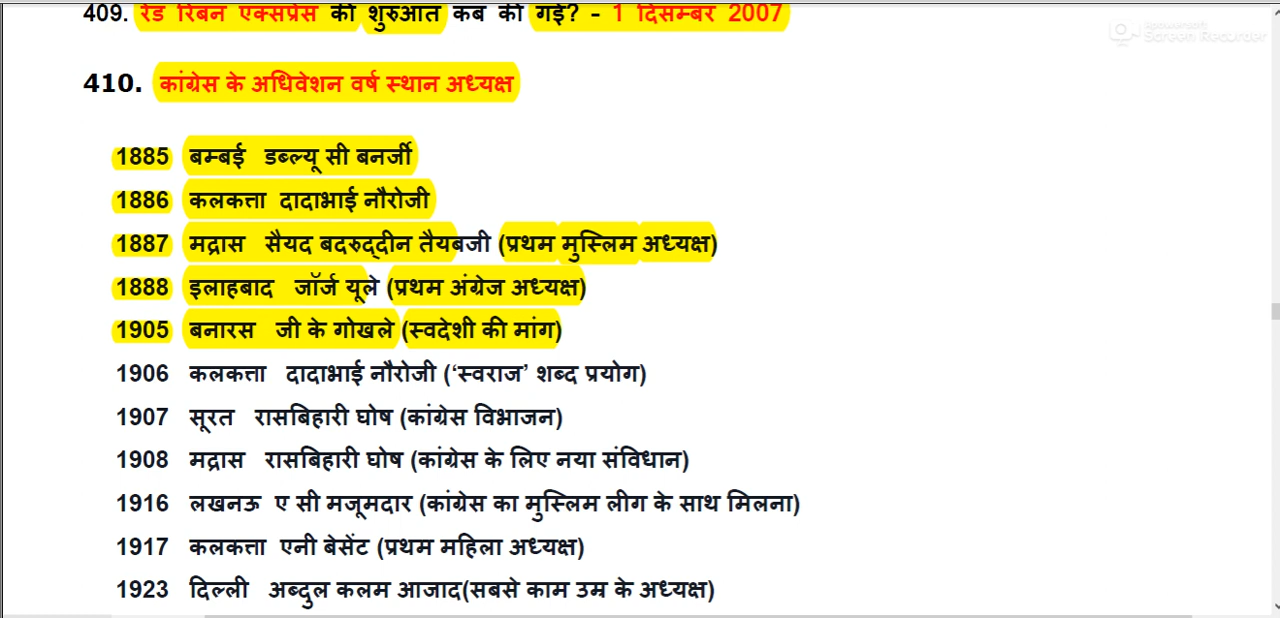 409. रेड रिबन एक्सप्रेस की शुरुआत कब की गई? - 1 दिसम्बर 2007
Apowersoft
Screen Recorder
410. कांग्रेस के अधिवेशन वर्ष स्थान अध्यक्ष
1885 बम्बई डब्ल्यू सी बनर्जी
1886 कलकत्ता दादाभाई नौरोजी
1887 मद्रास सैयद बदरुद्दीन तैयबजी (प्रथम मुस्लिम अध्यक्ष)
1888 इलाहबाद जॉर्ज यूले (प्रथम अंग्रेज अध्यक्ष)
1905 बनारस जी के गोखले (स्वदेशी की मांग)
1906 कलकत्ता दादाभाई नौरोजी (‘स्वराज’ शब्द प्रयोग)
1907 सूरत रासबिहारी घोष (कांग्रेस विभाजन)
1908 मद्रास रासबिहारी घोष (कांग्रेस के लिए नया संविधान)
1916 लखनऊ ए सी मजूमदार (कांग्रेस का मुस्लिम लीग के साथ मिलना)
1917 कलकत्ता एनी बेसेंट (प्रथम महिला अध्यक्ष)
1923 दिल्ली अब्दुल कलम आजाद(सबसे काम उम्र के अध्यक्ष)